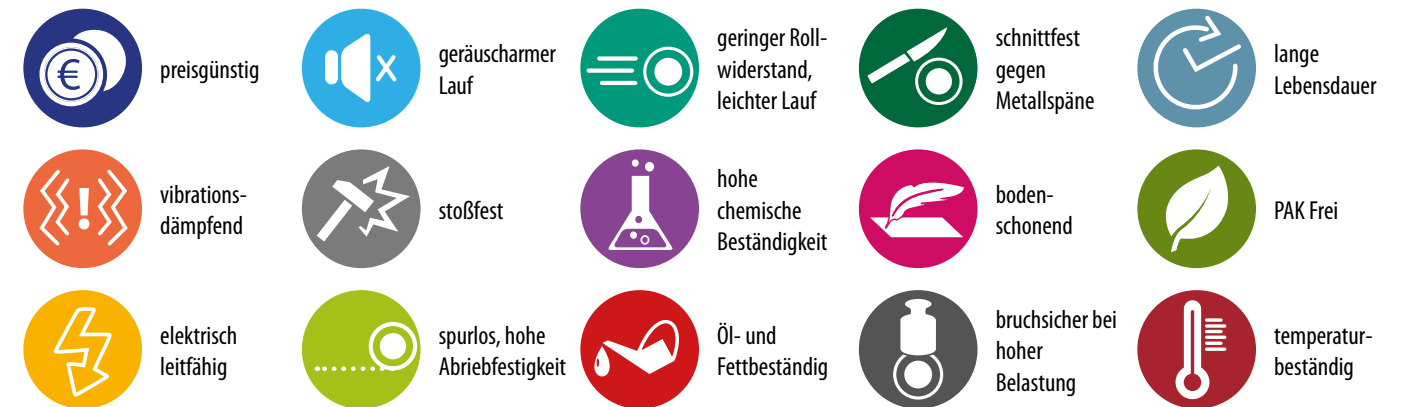 €
preisgünstig
x
geräuscharmer
Lauf
geringer Roll-
widerstand,
leichter Lauf
schnittfest
gegen
Metallspäne
lange
Lebensdauer
!
vibrations-
dämpfend
stoßfest
hohe
chemische
Beständigkeit
boden-
schonend
PAK Frei
elektrisch
leitfähig
spurlos, hohe
Abriebfestigkeit
Öl- und
Fettbeständig
bruchsicher bei
hoher
Belastung
temperatur-
beständig